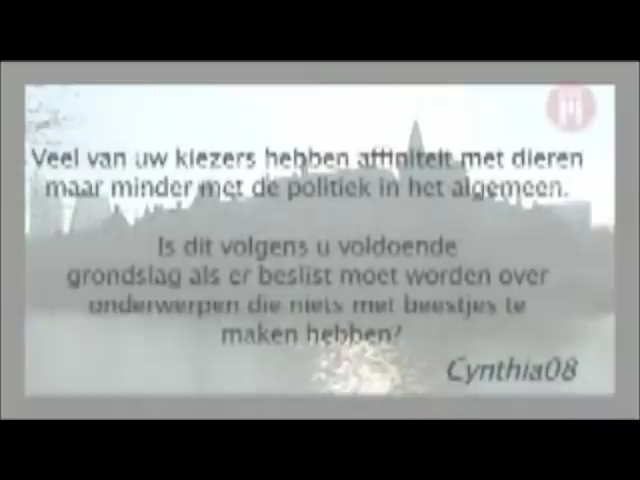 Veel van uw kiezers hebben affiniteit met dieren
maar minder met de politiek in het algemeen.
Is dit volgens u voldoende
grondslag als er beslist moet worden over
onderwerpen die niets met beestjes te
maken hebben?
Cynthia08